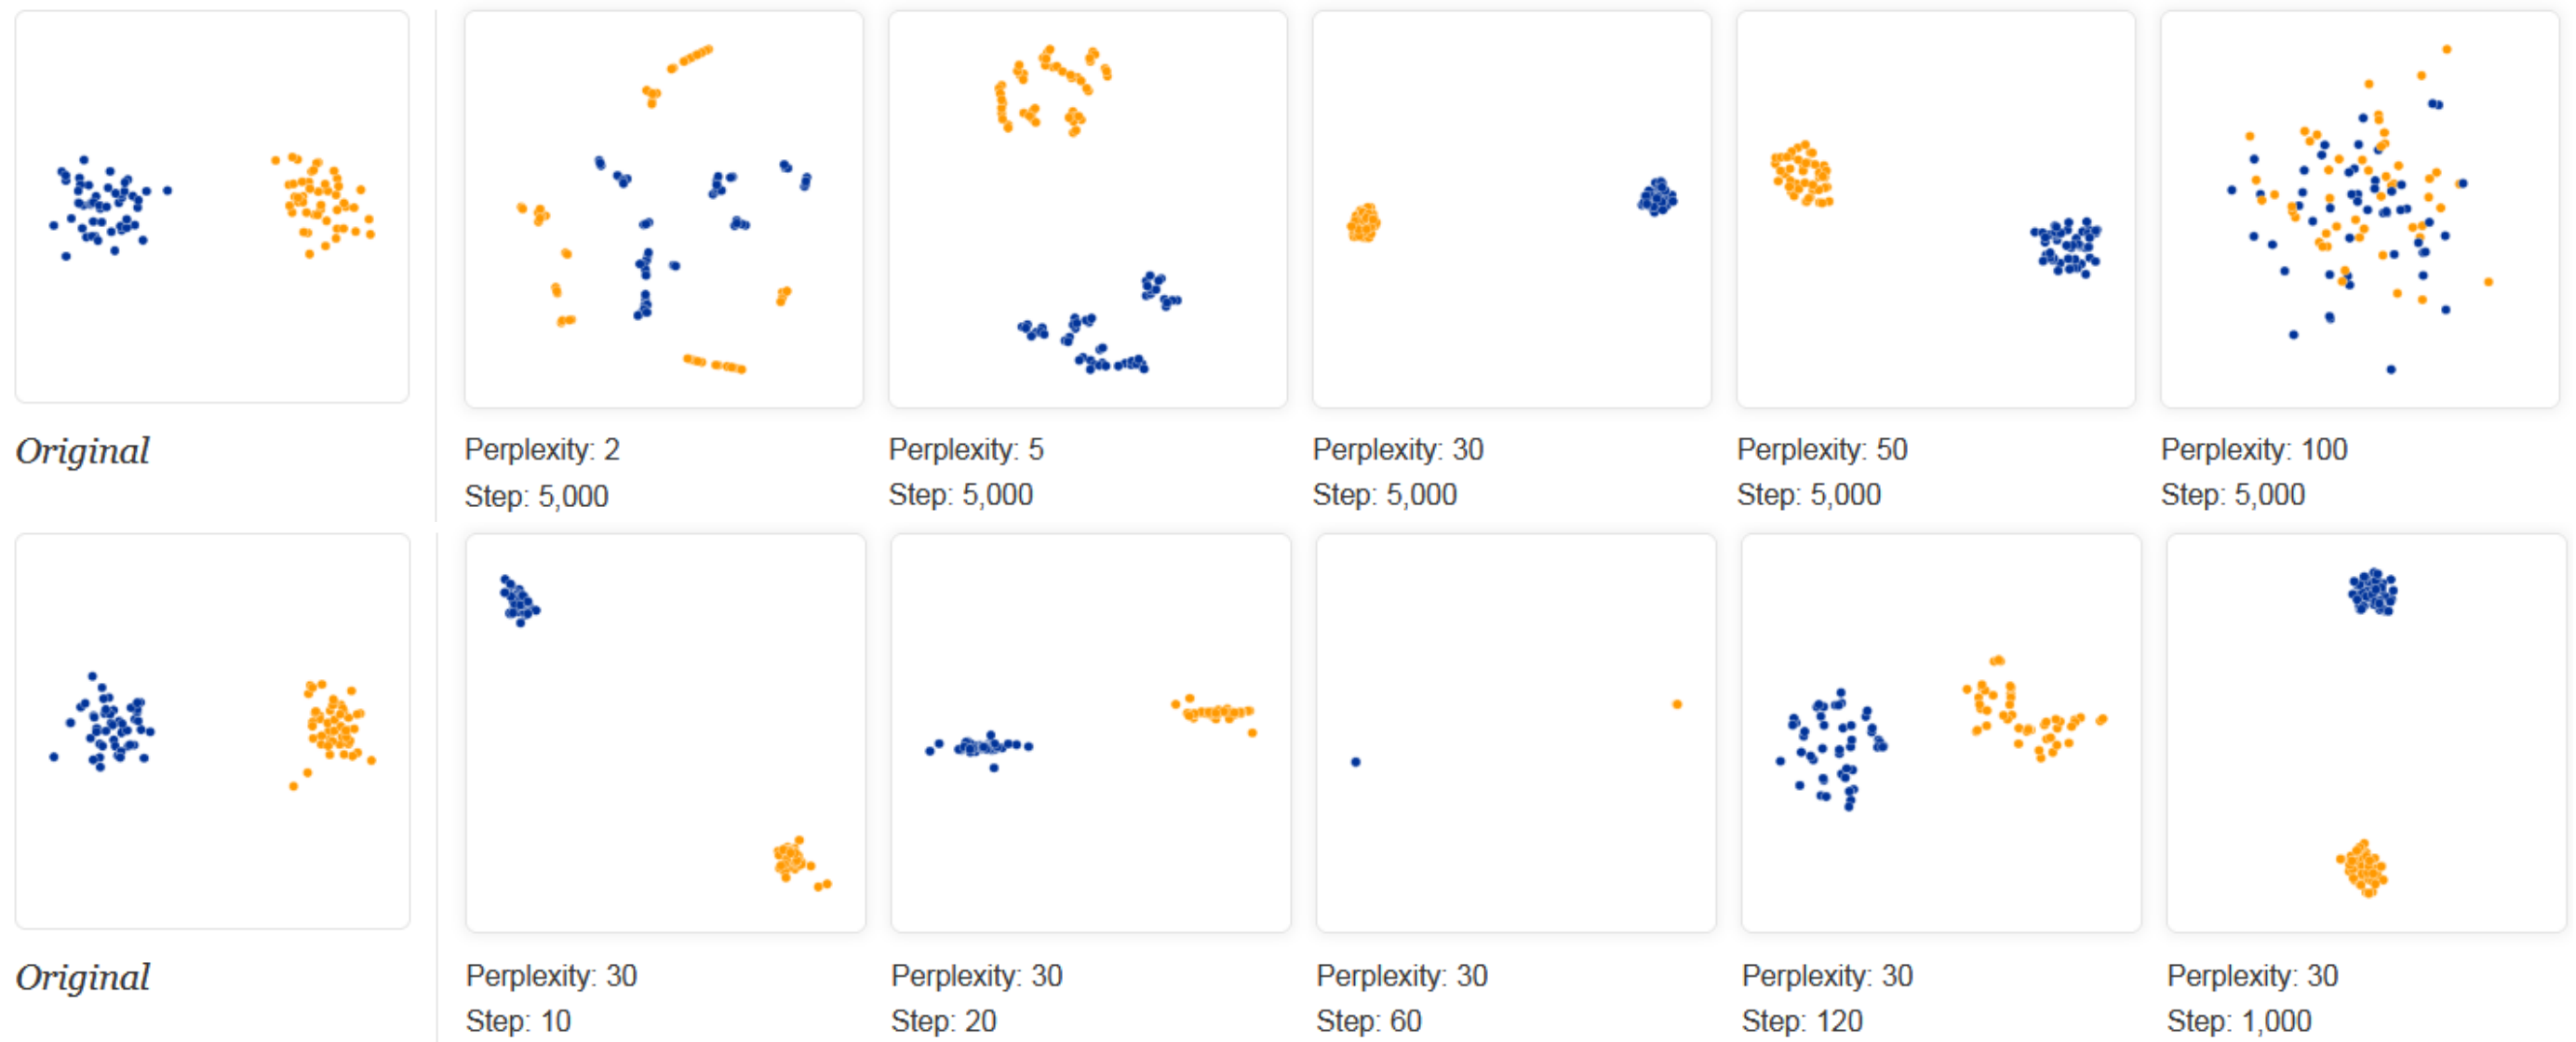 Original
Perplexity: 2
Step: 5,000
Perplexity: 5
Step: 5,000
Perplexity: 30
Step: 5,000
Perplexity: 50
Step: 5,000
Perplexity: 100
Step: 5,000
Original
Perplexity: 30
Step: 10
Perplexity: 30
Step: 20
Perplexity: 30
Step: 60
Perplexity: 30
Step: 120
Perplexity: 30
Step: 1,000